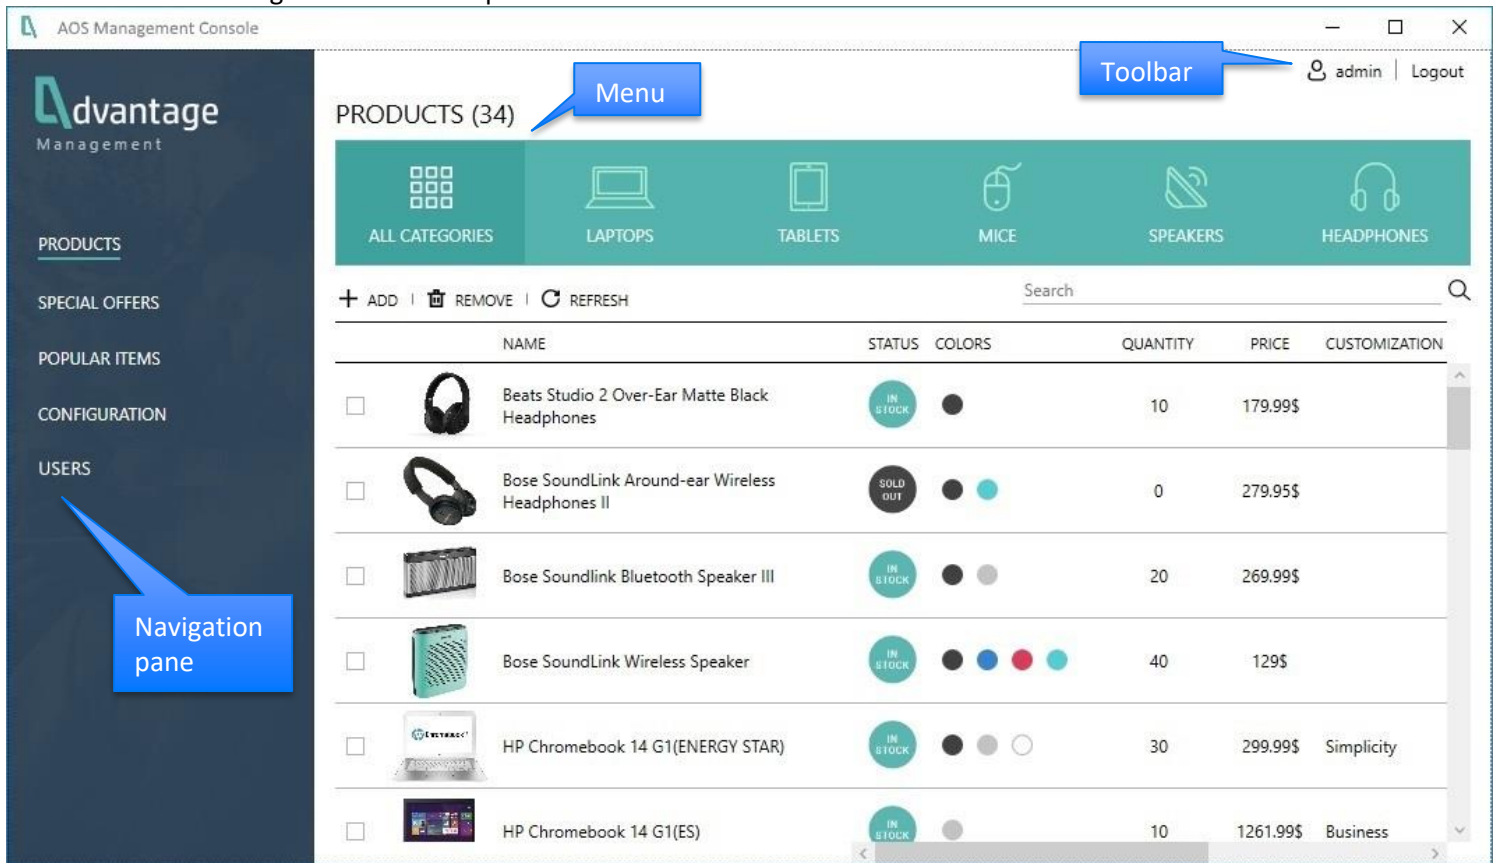 AOS Management Console
Toolbar
admin | Logout
Advantage
Management
Menu
PRODUCTS (34)
ALL CATEGORIES LAPTOPS TABLETS MICE SPEAKERS HEADPHONES
PRODUCTS
SPECIAL OFFERS
POPULAR ITEMS
CONFIGURATION
USERS
Navigation
pane
ADD | REMOVE | REFRESH
Search
NAME STATUS COLORS QUANTITY PRICE CUSTOMIZATION
Beats Studio 2 Over-Ear Matte Black
Headphones
IN
STOCK
10 179.99$
Bose SoundLink Around-ear Wireless
Headphones II
SOLD
OUT
0 279.95$
Bose Soundlink Bluetooth Speaker III
IN
STOCK
20 269.99$
Bose SoundLink Wireless Speaker
IN
STOCK
40 129$
HP Chromebook 14 G1(ENERGY STAR)
IN
STOCK
30 299.99$ Simplicity
HP Chromebook 14 G1(ES)
IN
STOCK
10 1261.99$ Business